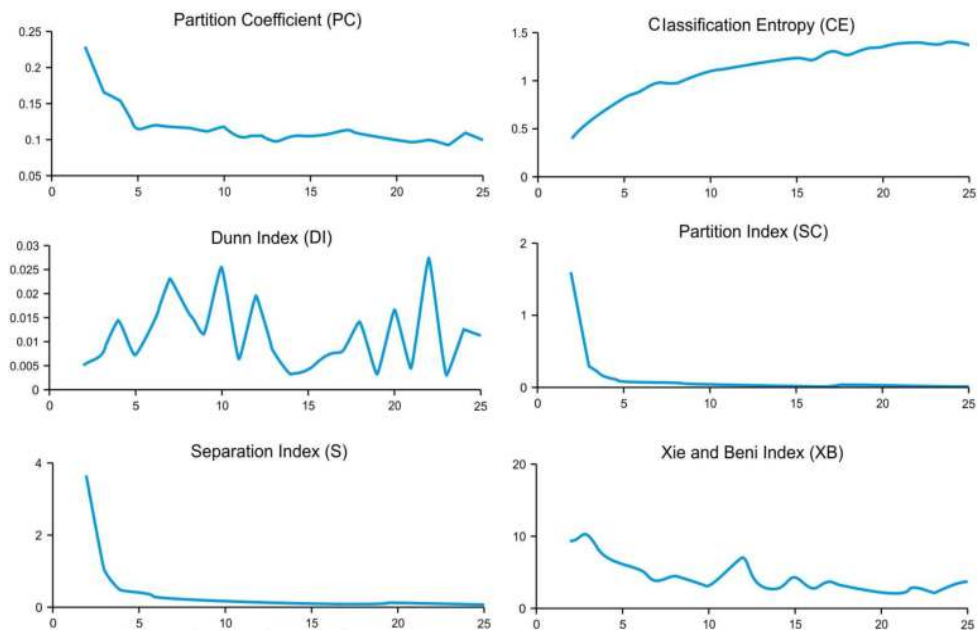 Partition Coefficient (PC)
0.25
0.2
0.15
0.1
0.05
0 5 10 15 20 25
Classification Entropy (CE)
1.5
1
0.5
0
0 5 10 15 20 25
Dunn Index (DI)
0.03
0.025
0.02
0.015
0.01
0.005
0
0 5 10 15 20 25
Partition Index (SC)
2
1
0
0 5 10 15 20 25
Separation Index (S)
4
2
0
0 5 10 15 20 25
Xie and Beni Index (XB)
20
10
0
0 5 10 15 20 25